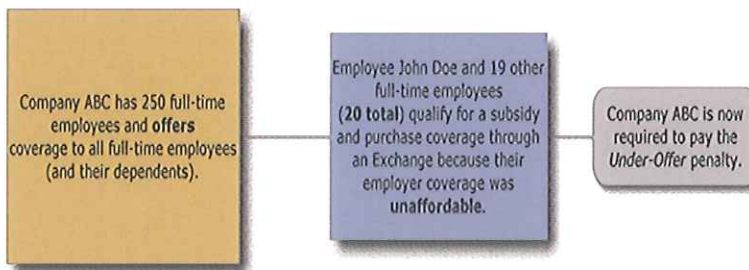 Company ABC has 250 full-time
employees and offers
coverage to all full-time employees
(and their dependents).
Employee John Doe and 19 other
full-time employees
(20 total) qualify for a subsidy
and purchase coverage through
an Exchange because their
employer coverage was
unaffordable.
Company ABC is now
required to pay the
Under-Offer penalty.